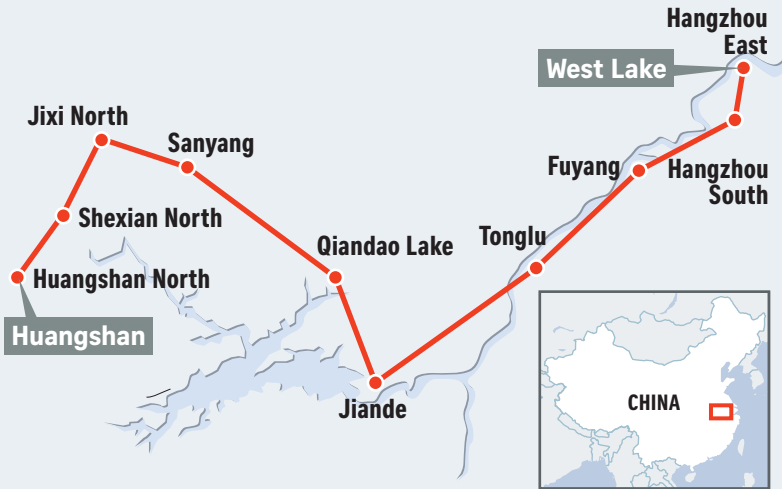 Hangzhou
East
West Lake
Jixi North
Sanyang
Fuyang
Hangzhou
South
Shexian North
Qiandao Lake
Tonglu
Huangshan North
Huangshan
Jiande
CHINA